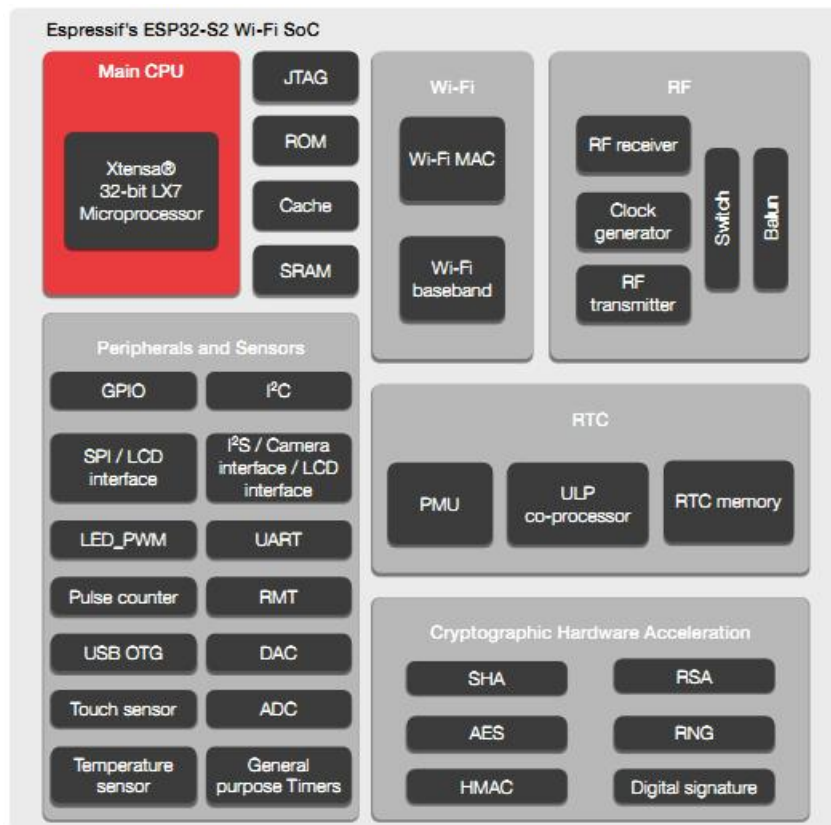 Espressif's ESP32-S2 Wi-Fi SoC
Main CPU
Xtensa®
32-bit LX7
Microprocessor
JTAG
ROM
Cache
SRAM
Wi-Fi
Wi-Fi MAC
Wi-Fi
baseband
RF
RF receiver
Clock
generator
RF
transmitter
Switch
Balun
Peripherals and Sensors
GPIO
I²C
SPI / LCD
interface
I²S / Camera
interface / LCD
interface
LED_PWM
UART
Pulse counter
RMT
USB OTG
DAC
Touch sensor
ADC
Temperature
sensor
General
purpose Timers
RTC
PMU
ULP
co-processor
RTC memory
Cryptographic Hardware Acceleration
SHA
RSA
AES
RNG
HMAC
Digital signature